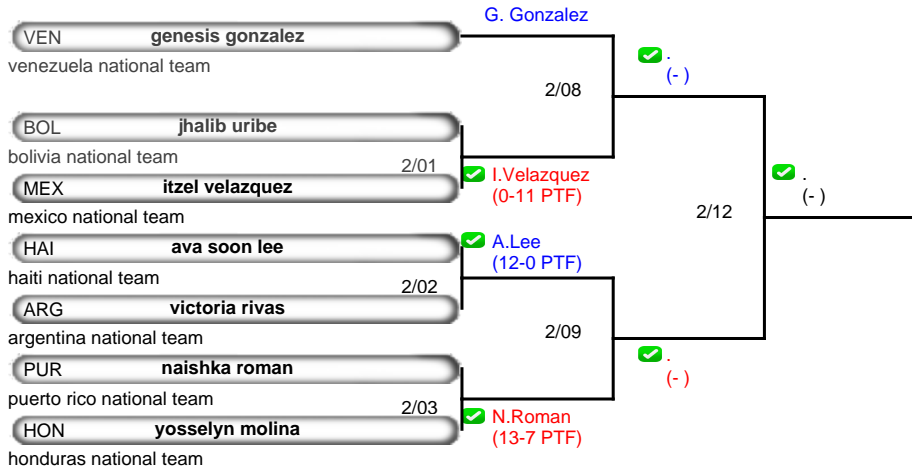 G. Gonzalez
VEN genesis gonzalez
venezuela national team
.
(- )
2/08
BOL jhalib uribe
bolivia national team
2/01
I.Velazquez
(0-11 PTF)
MEX itzel velazquez
mexico national team
.
(- )
2/12
HAI ava soon lee
haiti national team
A.Lee
(12-0 PTF)
2/02
ARG victoria rivas
argentina national team
2/09
.
(- )
PUR naishka roman
puerto rico national team
2/03
N.Roman
(13-7 PTF)
HON yosselyn molina
honduras national team